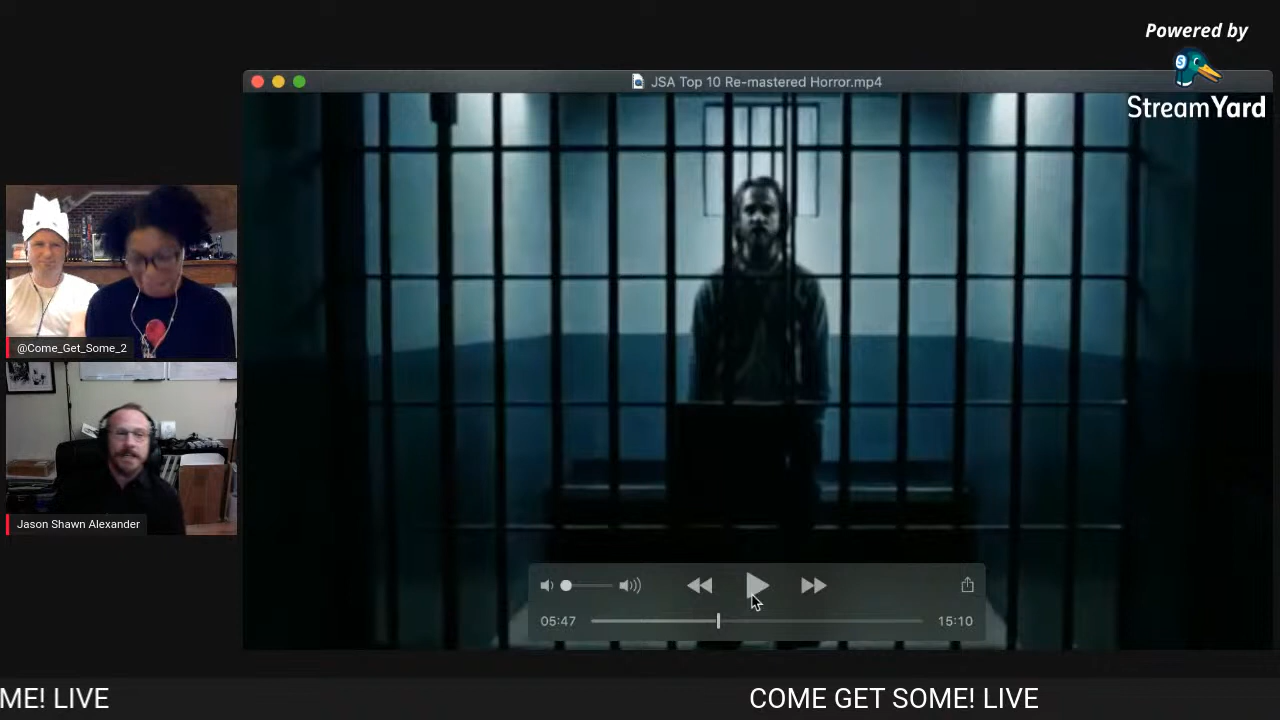 Powered by
StreamYard
JSA Top 10 Re-mastered Horror.mp4
@Come_Get_Some_2
Jason Shawn Alexander
05:47
15:10
ME! LIVE
COME GET SOME! LIVE